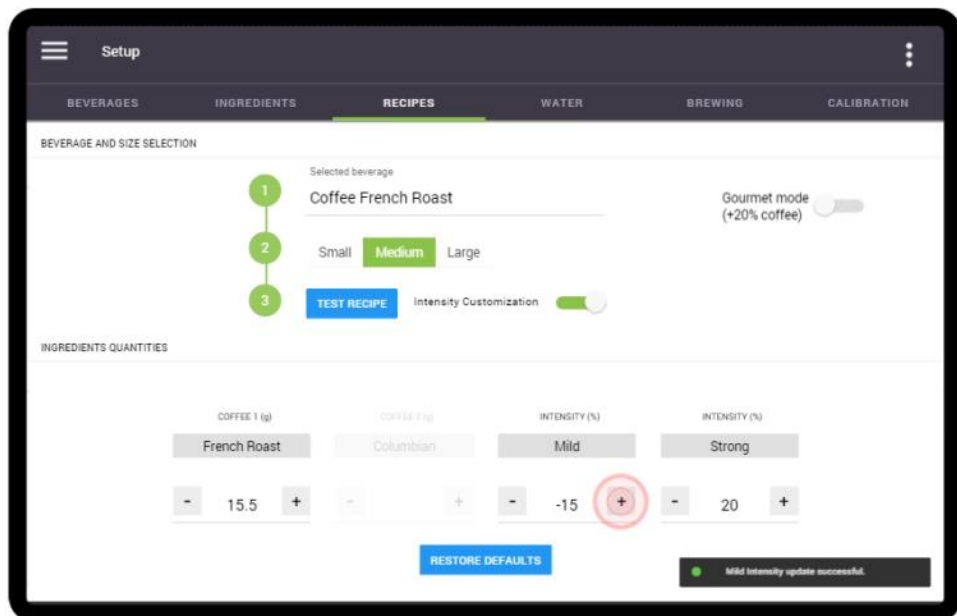 Setup
BEVERAGES INGREDIENTS RECIPES WATER BREWING CALIBRATION
BEVERAGE AND SIZE SELECTION
Selected beverage
1 Coffee French Roast
Gourmet mode
(+20% coffee)
2 Small Medium Large
3 TEST RECIPE Intensity Customization
INGREDIENTS QUANTITIES
COFFEE 1 (g) COFFEE 2 (g) INTENSITY (%) INTENSITY (%)
French Roast Columbian Mild Strong
- 15.5 + - + - -15 + - 20 +
RESTORE DEFAULTS
Mild Intensity update successful.